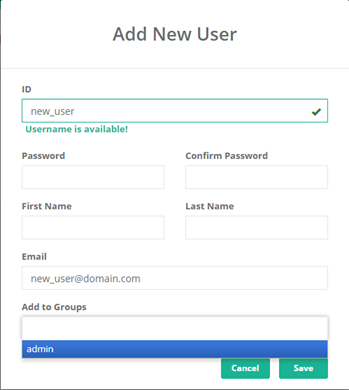 Add New User
ID
new_user
Username is available!
Password Confirm Password
First Name Last Name
Email
new_user@domain.com
Add to Groups
admin
Cancel Save